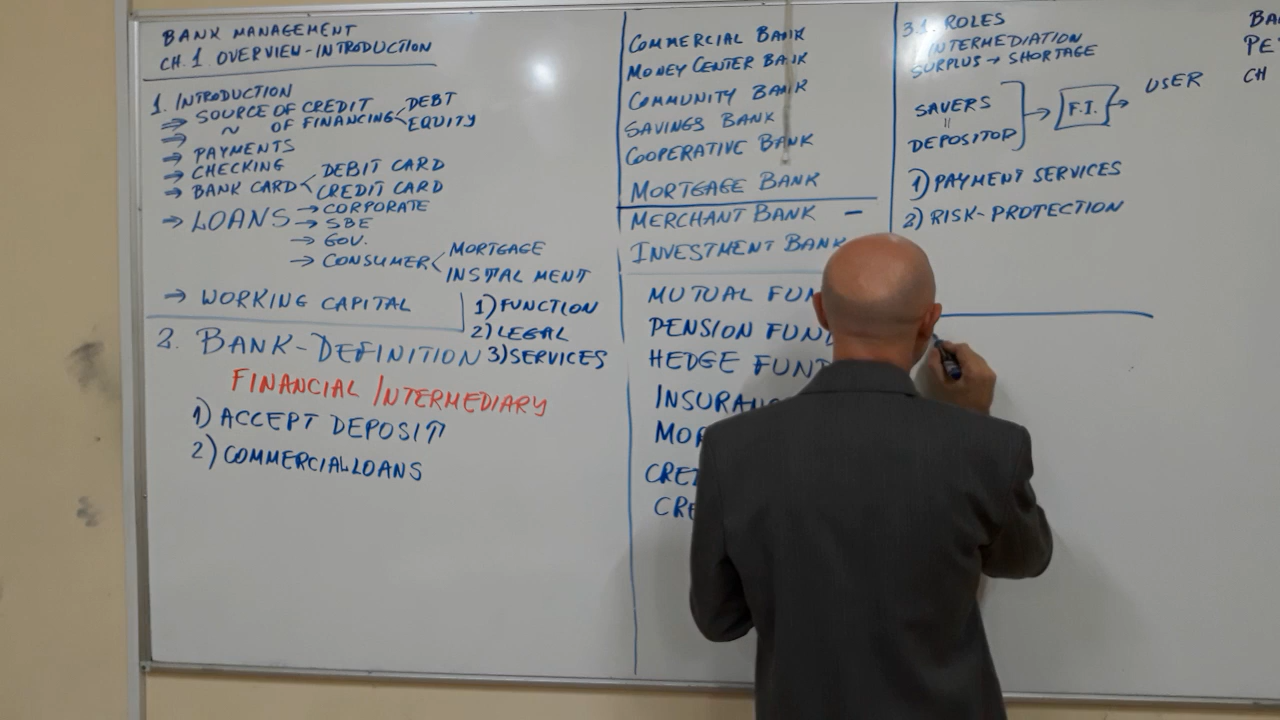 BANK MANAGEMENT
CH. 1 OVERVIEW-INTRODUCTION
1. INTRODUCTION
⇒ SOURCE OF CREDIT
⇒ ~ OF FINANCING < DEBT
EQUITY
→ PAYMENTS
→ CHECKING
→ BANK CARD < DEBIT CARD
CREDIT CARD
→ LOANS → CORPORATE
→ SBE
→ GOV.
→ CONSUMER < MORTGAGE
INSTALMENT
⇒ WORKING CAPITAL
1) FUNCTION
2) LEGAL
3) SERVICES
2. BANK-DEFINITION
FINANCIAL INTERMEDIARY
1) ACCEPT DEPOSIT
2) COMMERCIAL LOANS
COMMERCIAL BANK
MONEY CENTER BANK
COMMUNITY BANK
SAVINGS BANK
COOPERATIVE BANK
MORTGAGE BANK
MERCHANT BANK -
INVESTMENT BANK
MUTUAL FUN
PENSION FUN
HEDGE FUND
INSURANC
MOR
CRE
CRE
3.1. ROLES
INTERMEDIATION
SURPLUS → SHORTAGE
SAVERS
=
DEPOSITOR
→ F.I. → USER
1) PAYMENT SERVICES
2) RISK-PROTECTION
BA
PE
CH